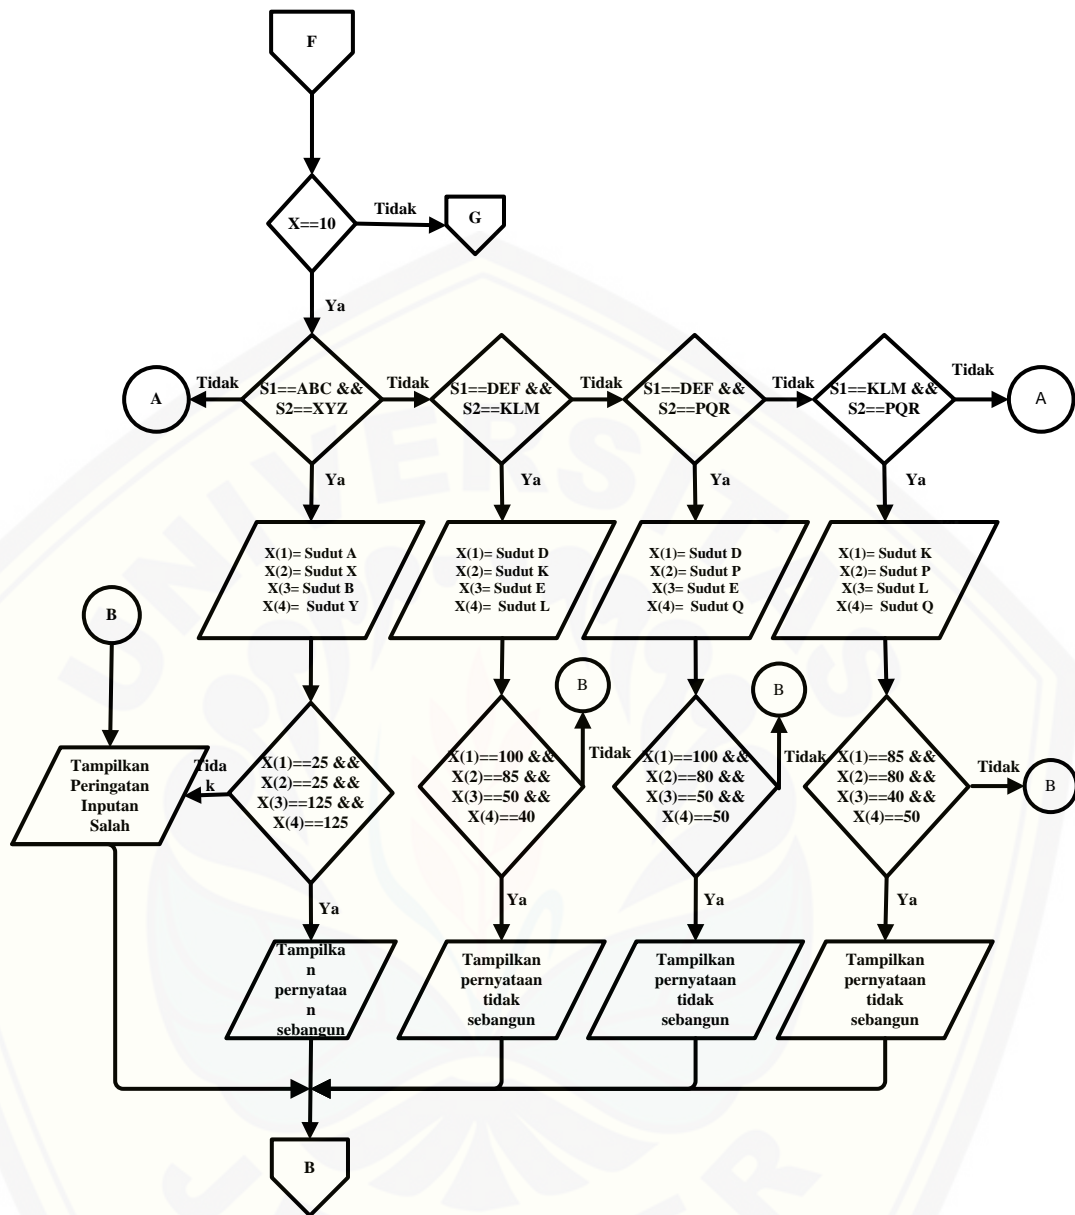 F
X==10
Tidak
G
Ya
A
Tidak
S1==ABC &&
S2==XYZ
Tidak
S1==DEF &&
S2==KLM
Tidak
S1==DEF &&
S2==PQR
Tidak
S1==KLM &&
S2==PQR
Tidak
A
Ya
Ya
Ya
Ya
X(1)= Sudut A
X(2)= Sudut X
X(3= Sudut B
X(4)= Sudut Y
X(1)= Sudut D
X(2)= Sudut K
X(3= Sudut E
X(4)= Sudut L
X(1)= Sudut D
X(2)= Sudut P
X(3= Sudut E
X(4)= Sudut Q
X(1)= Sudut K
X(2)= Sudut P
X(3= Sudut L
X(4)= Sudut Q
B
B
B
Tampilkan
Peringatan
Inputan
Salah
Tida
k
X(1)==25 &&
X(2)==25 &&
X(3)==125 &&
X(4)==125
X(1)==100 &&
X(2)==85 &&
X(3)==50 &&
X(4)==40
Tidak
X(1)==100 &&
X(2)==80 &&
X(3)==50 &&
X(4)==50
Tidak
X(1)==85 &&
X(2)==80 &&
X(3)==40 &&
X(4)==50
Tidak
B
Ya
Ya
Ya
Ya
Tampilka
n
pernyataa
n
sebangun
Tampilkan
pernyataan
tidak
sebangun
Tampilkan
pernyataan
tidak
sebangun
Tampilkan
pernyataan
tidak
sebangun
B
UNIVERSITAS